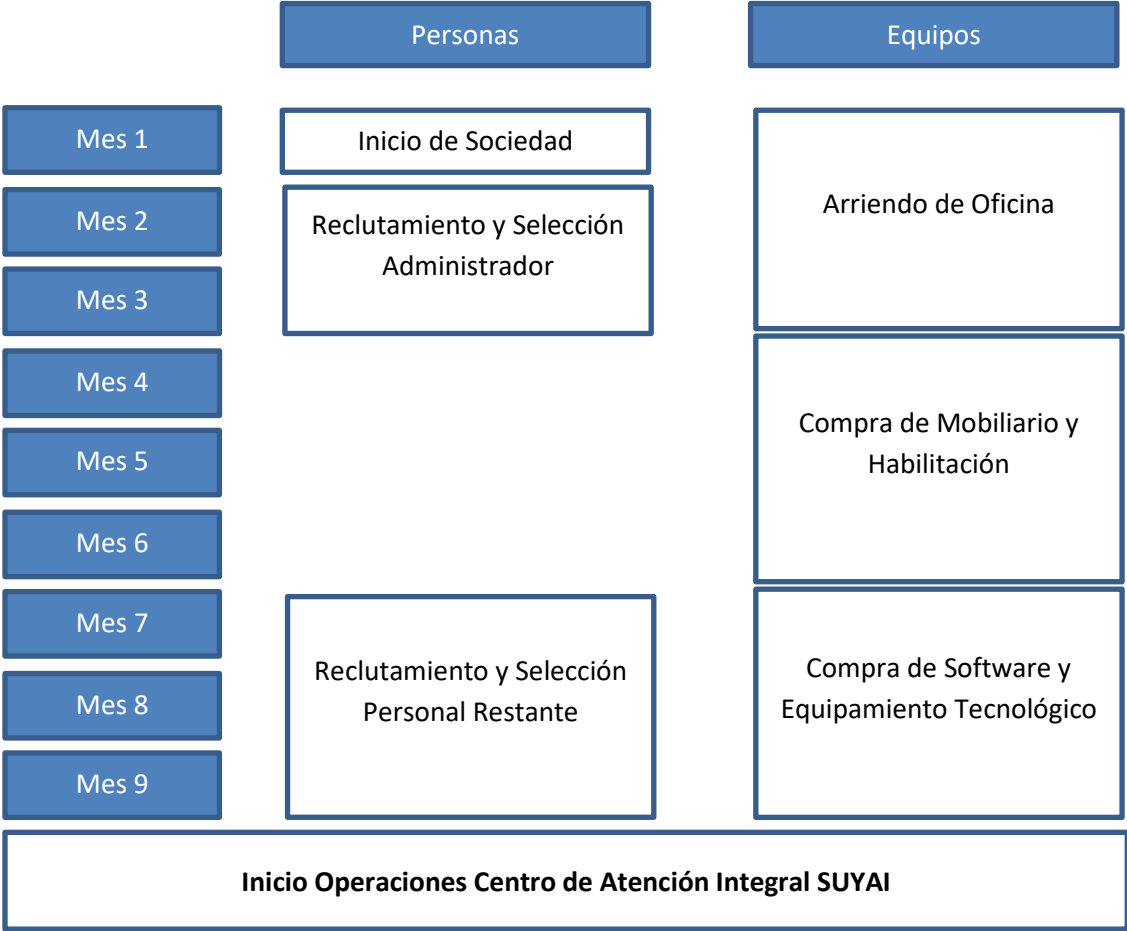 Personas
Equipos
Mes 1
Inicio de Sociedad
Arriendo de Oficina
Mes 2
Reclutamiento y Selección
Administrador
Mes 3
Mes 4
Compra de Mobiliario y
Habilitación
Mes 5
Mes 6
Mes 7
Reclutamiento y Selección
Personal Restante
Compra de Software y
Equipamiento Tecnológico
Mes 8
Mes 9
Inicio Operaciones Centro de Atención Integral SUYAI